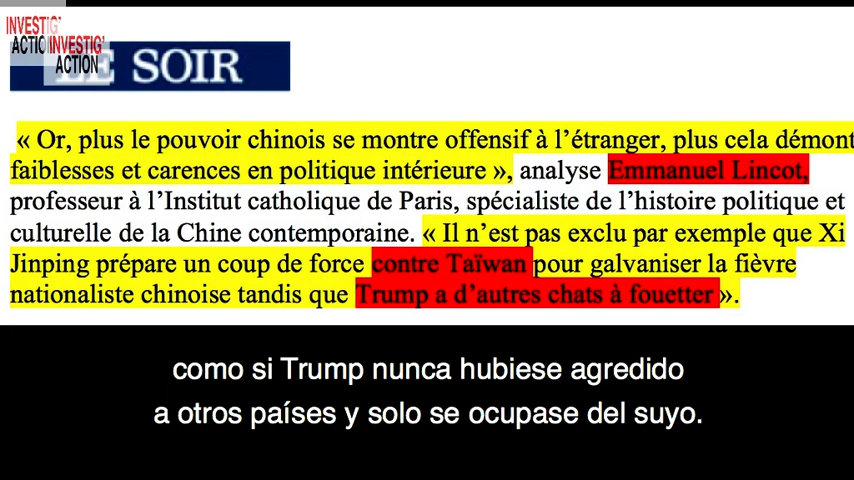 INVESTIG'
ACTION
INVESTIG'
ACTION
LE SOIR
« Or, plus le pouvoir chinois se montre offensif à l’étranger, plus cela démont
faiblesses et carences en politique intérieure », analyse Emmanuel Lincot,
professeur à l’Institut catholique de Paris, spécialiste de l’histoire politique et
culturelle de la Chine contemporaine. « Il n’est pas exclu par exemple que Xi
Jinping prépare un coup de force contre Taïwan pour galvaniser la fièvre
nationaliste chinoise tandis que Trump a d’autres chats à fouetter ».
como si Trump nunca hubiese agredido
a otros países y solo se ocupase del suyo.